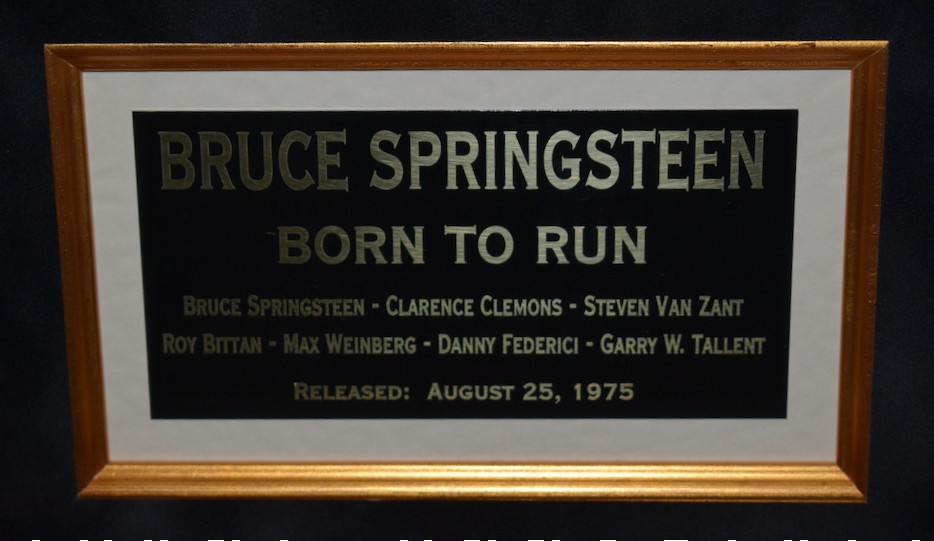 BRUCE SPRINGSTEEN
BORN TO RUN
BRUCE SPRINGSTEEN - CLARENCE CLEMONS - STEVEN VAN ZANT
ROY BITTAN - MAX WEINBERG - DANNY FEDERICI - GARRY W. TALLENT
RELEASED: AUGUST 25, 1975